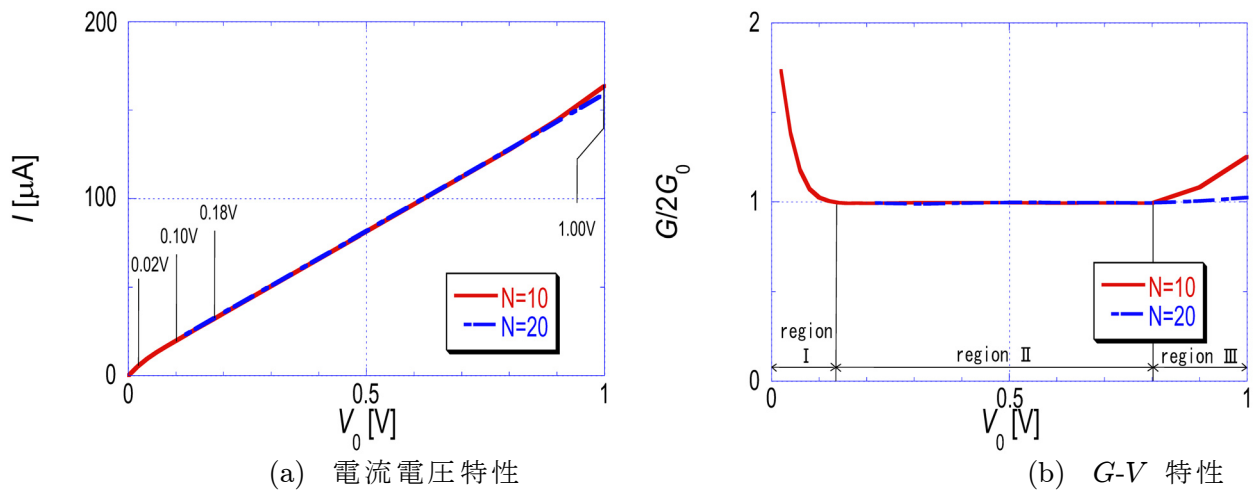 200
100
0
0
0.5
1
I [μA]
V0 [V]
0.02V
0.10V
0.18V
1.00V
N=10
N=20
(a) 電流電圧特性
2
1
0
0
0.5
1
G/2G0
V0 [V]
N=10
N=20
region
Ⅰ
region Ⅱ
region Ⅲ
(b) G-V 特性